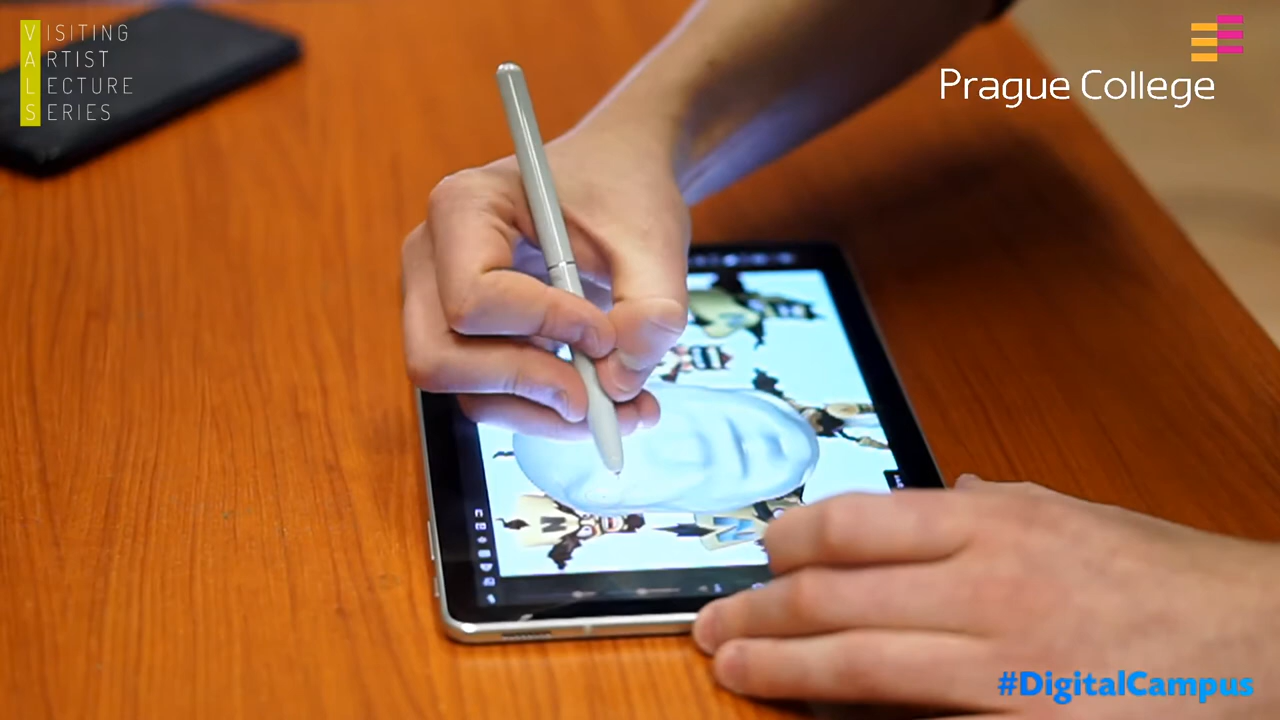 VISITING
ARTIST
LECTURE
SERIES
Prague College
N
N
#DigitalCampus